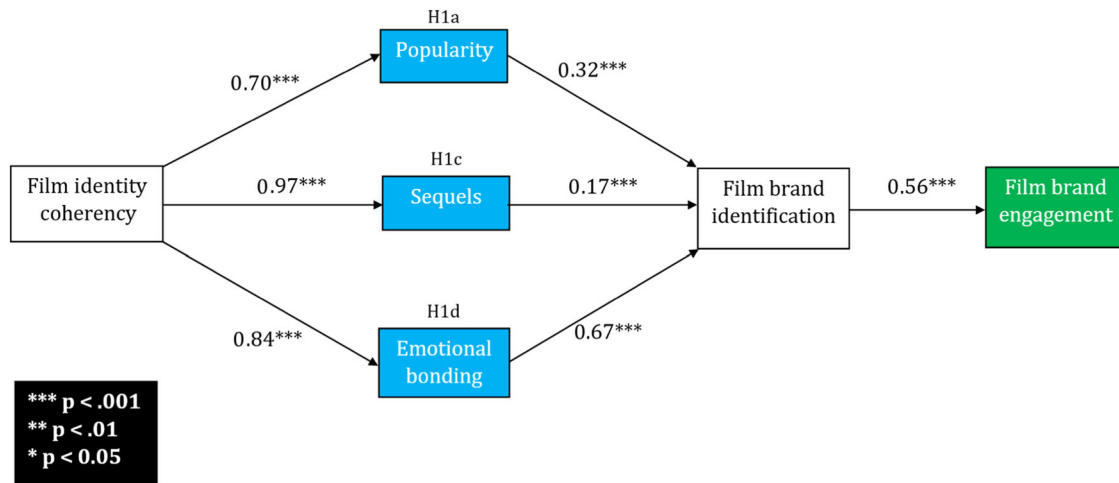 H1a
Popularity
0.70***
0.32***
Film identity
coherency
0.97***
H1c
Sequels
0.17***
Film brand
identification
0.56***
Film brand
engagement
H1d
0.84***
Emotional
bonding
0.67***
*** p < .001
** p < .01
* p < 0.05